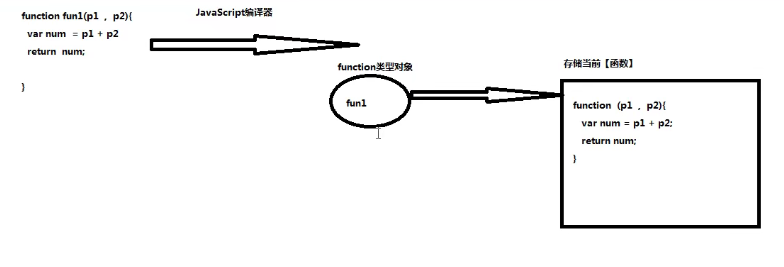 function fun1(p1 , p2){
var num = p1 + p2
return num;
}
JavaScript编译器
function类型对象
fun1
存储当前【函数】
function (p1 , p2){
var num = p1 + p2;
return num;
}